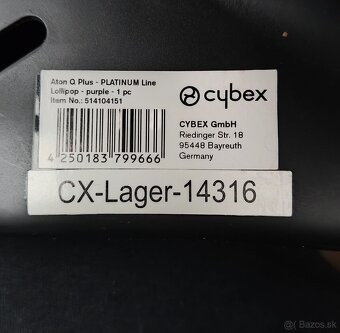 Aton Q Plus - PLATINUM Line
Lollipop - purple - 1 pc
Item No.: 514104151
4 250183 799666
cybex
CYBEX GmbH
Riedinger Str. 18
95448 Bayreuth
Germany
CX-Lager-14316
Bazos.sk